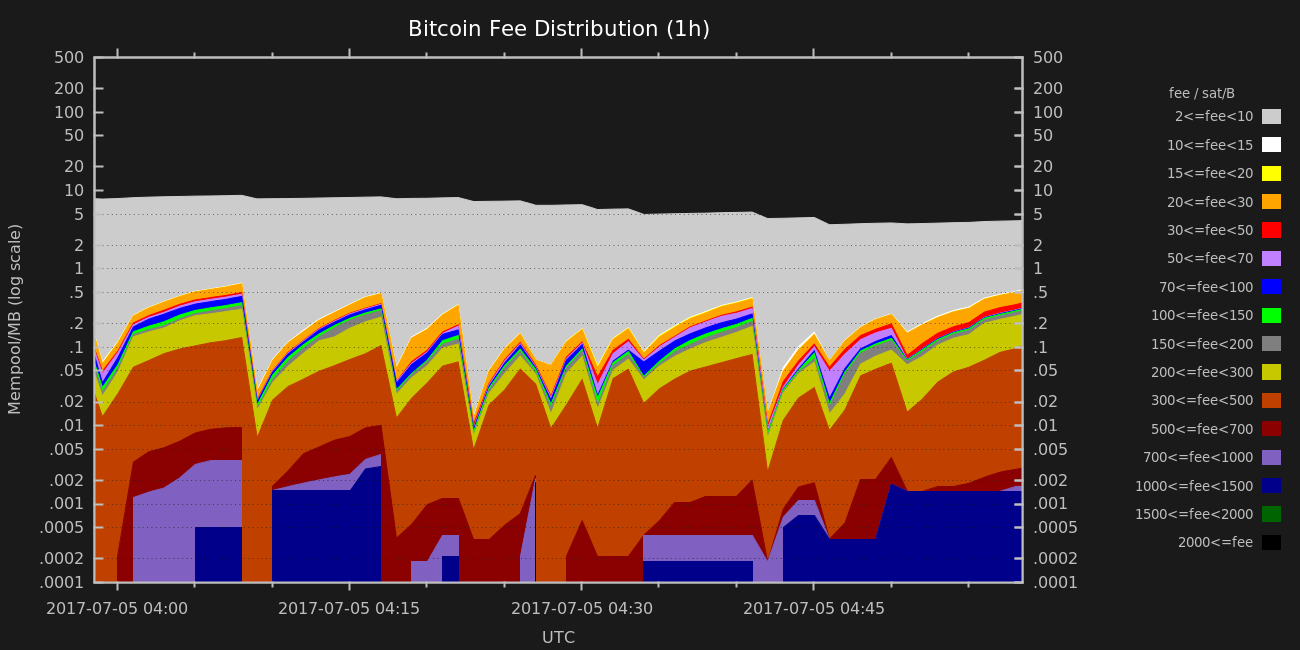 Bitcoin Fee Distribution (1h)
500
200
100
50
20
10
5
2
1
.5
.2
.1
.05
.02
.01
.005
.002
.001
.0005
.0002
.0001
Mempool/MB (log scale)
500
200
100
50
20
10
5
2
1
.5
.2
.1
.05
.02
.01
.005
.002
.001
.0005
.0002
.0001
2017-07-05 04:00
2017-07-05 04:15
2017-07-05 04:30
2017-07-05 04:45
UTC
fee / sat/B
2<=fee<10
10<=fee<15
15<=fee<20
20<=fee<30
30<=fee<50
50<=fee<70
70<=fee<100
100<=fee<150
150<=fee<200
200<=fee<300
300<=fee<500
500<=fee<700
700<=fee<1000
1000<=fee<1500
1500<=fee<2000
2000<=fee